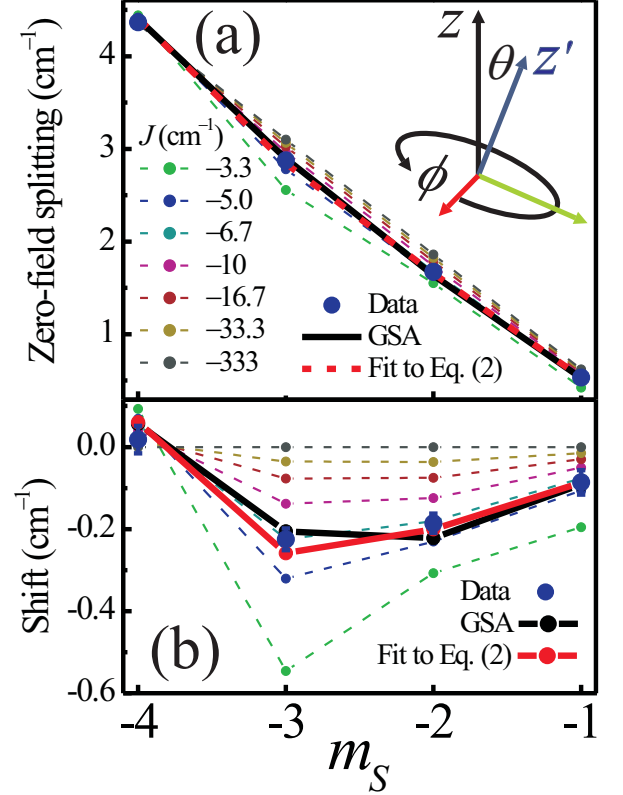 (a)
Zero-field splitting (cm⁻¹)
4
3
2
1
J (cm⁻¹)
–3.3
–5.0
–6.7
–10
–16.7
–33.3
–333
Data
GSA
Fit to Eq. (2)
z
θ
z'
ϕ
(b)
Shift (cm⁻¹)
0.0
-0.2
-0.4
-0.6
Data
GSA
Fit to Eq. (2)
-4 -3 -2 -1
m_S